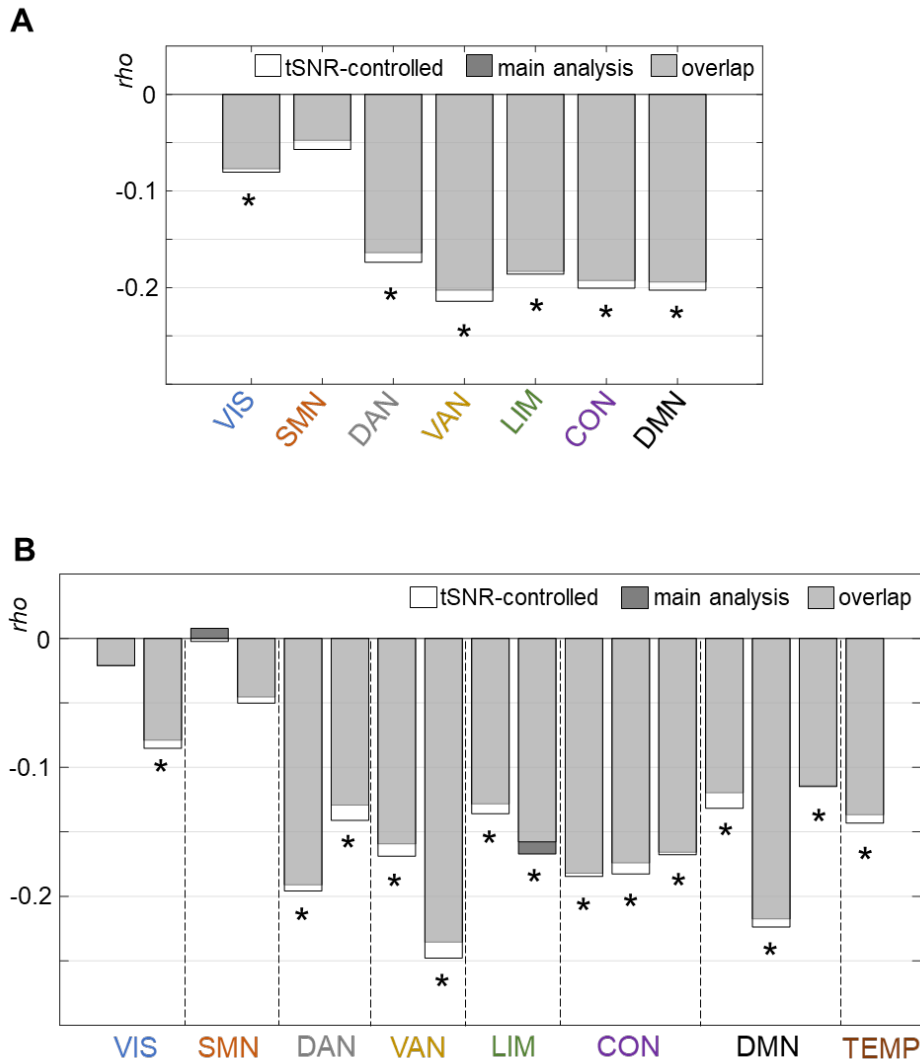 A
rho
tSNR-controlled main analysis overlap
0
-0.1
-0.2
VIS SMN DAN VAN LIM CON DMN
* * * * * *
B
rho
tSNR-controlled main analysis overlap
0
-0.1
-0.2
* * * * * * * * * * * * * *
VIS SMN DAN VAN LIM CON DMN TEMP